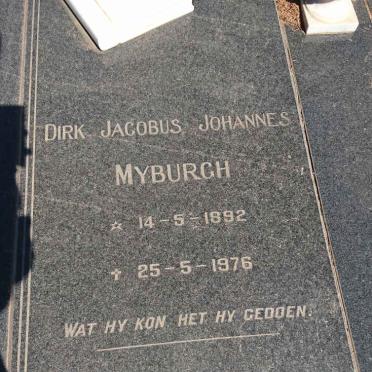 DIRK JACOBUS JOHANNES
MYBURGH
☆ 14-5-1892
✝ 25-5-1976
WAT HY KON HET HY GEDOEN.